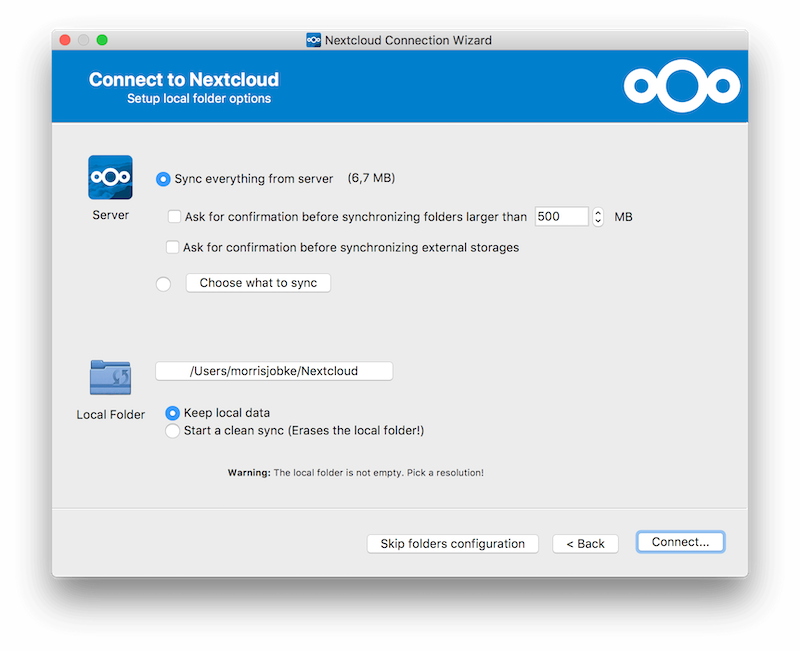 Nextcloud Connection Wizard
Connect to Nextcloud
Setup local folder options
Sync everything from server (6,7 MB)
Server
Ask for confirmation before synchronizing folders larger than 500 MB
Ask for confirmation before synchronizing external storages
Choose what to sync
/Users/morrisjobke/Nextcloud
Local Folder
Keep local data
Start a clean sync (Erases the local folder!)
Warning: The local folder is not empty. Pick a resolution!
Skip folders configuration < Back Connect...